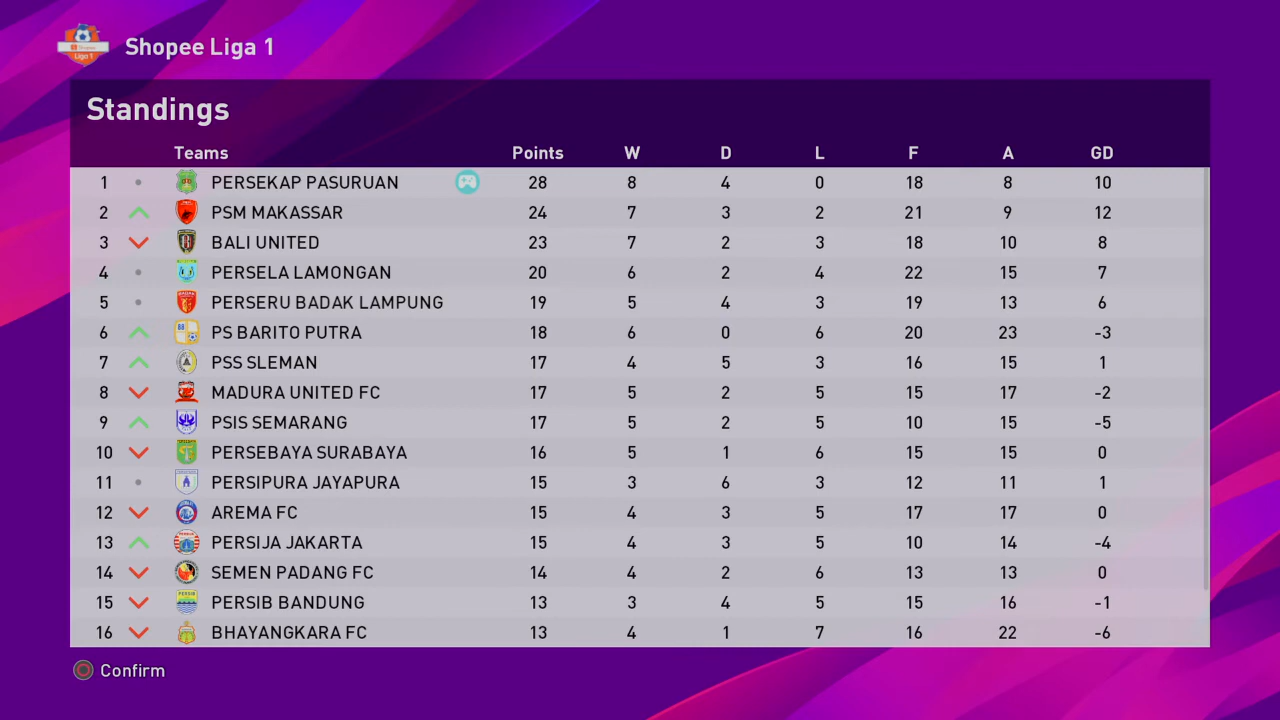 Shopee Liga 1
Standings
Teams Points W D L F A GD
1 PERSEKAP PASURUAN 28 8 4 0 18 8 10
2 PSM MAKASSAR 24 7 3 2 21 9 12
3 BALI UNITED 23 7 2 3 18 10 8
4 PERSELA LAMONGAN 20 6 2 4 22 15 7
5 PERSERU BADAK LAMPUNG 19 5 4 3 19 13 6
6 PS BARITO PUTRA 18 6 0 6 20 23 -3
7 PSS SLEMAN 17 4 5 3 16 15 1
8 MADURA UNITED FC 17 5 2 5 15 17 -2
9 PSIS SEMARANG 17 5 2 5 10 15 -5
10 PERSEBAYA SURABAYA 16 5 1 6 15 15 0
11 PERSIPURA JAYAPURA 15 3 6 3 12 11 1
12 AREMA FC 15 4 3 5 17 17 0
13 PERSIJA JAKARTA 15 4 3 5 10 14 -4
14 SEMEN PADANG FC 14 4 2 6 13 13 0
15 PERSIB BANDUNG 13 3 4 5 15 16 -1
16 BHAYANGKARA FC 13 4 1 7 16 22 -6
Confirm